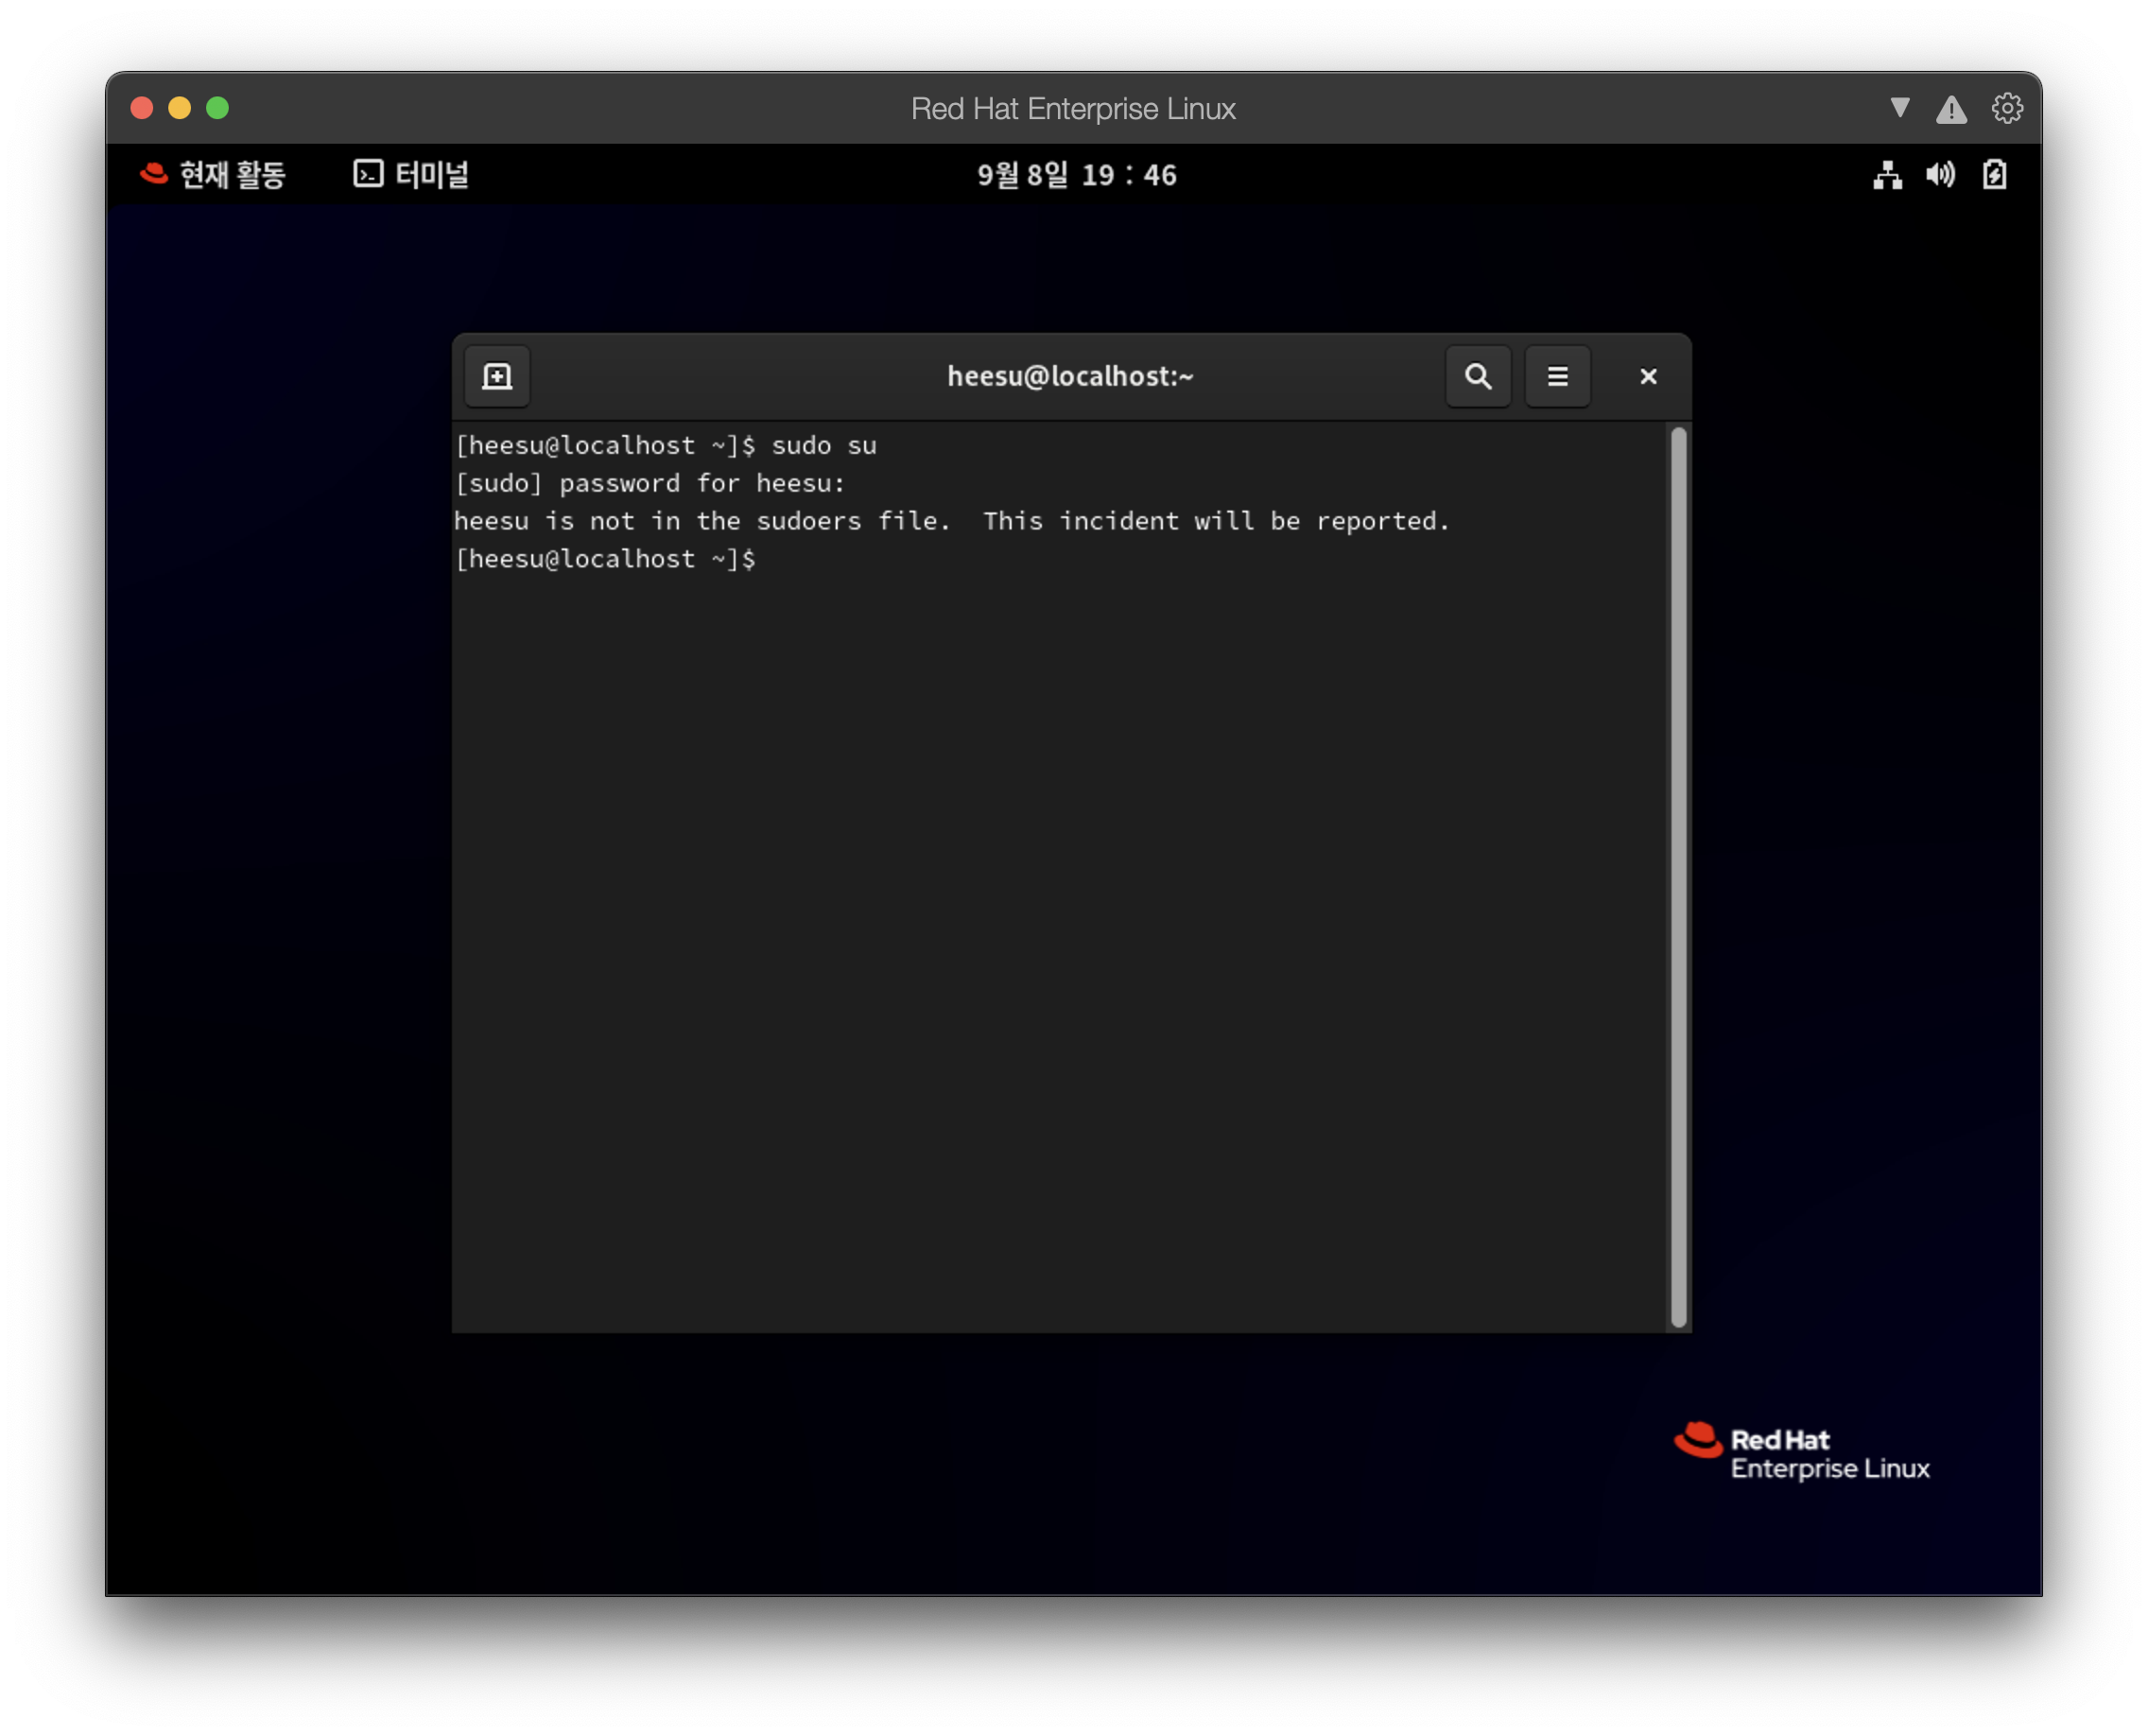 Red Hat Enterprise Linux
현재 활동 터미널 9월 8일 19 : 46
heesu@localhost:~
[heesu@localhost ~]$ sudo su
[sudo] password for heesu:
heesu is not in the sudoers file.  This incident will be reported.
[heesu@localhost ~]$
Red Hat
Enterprise Linux